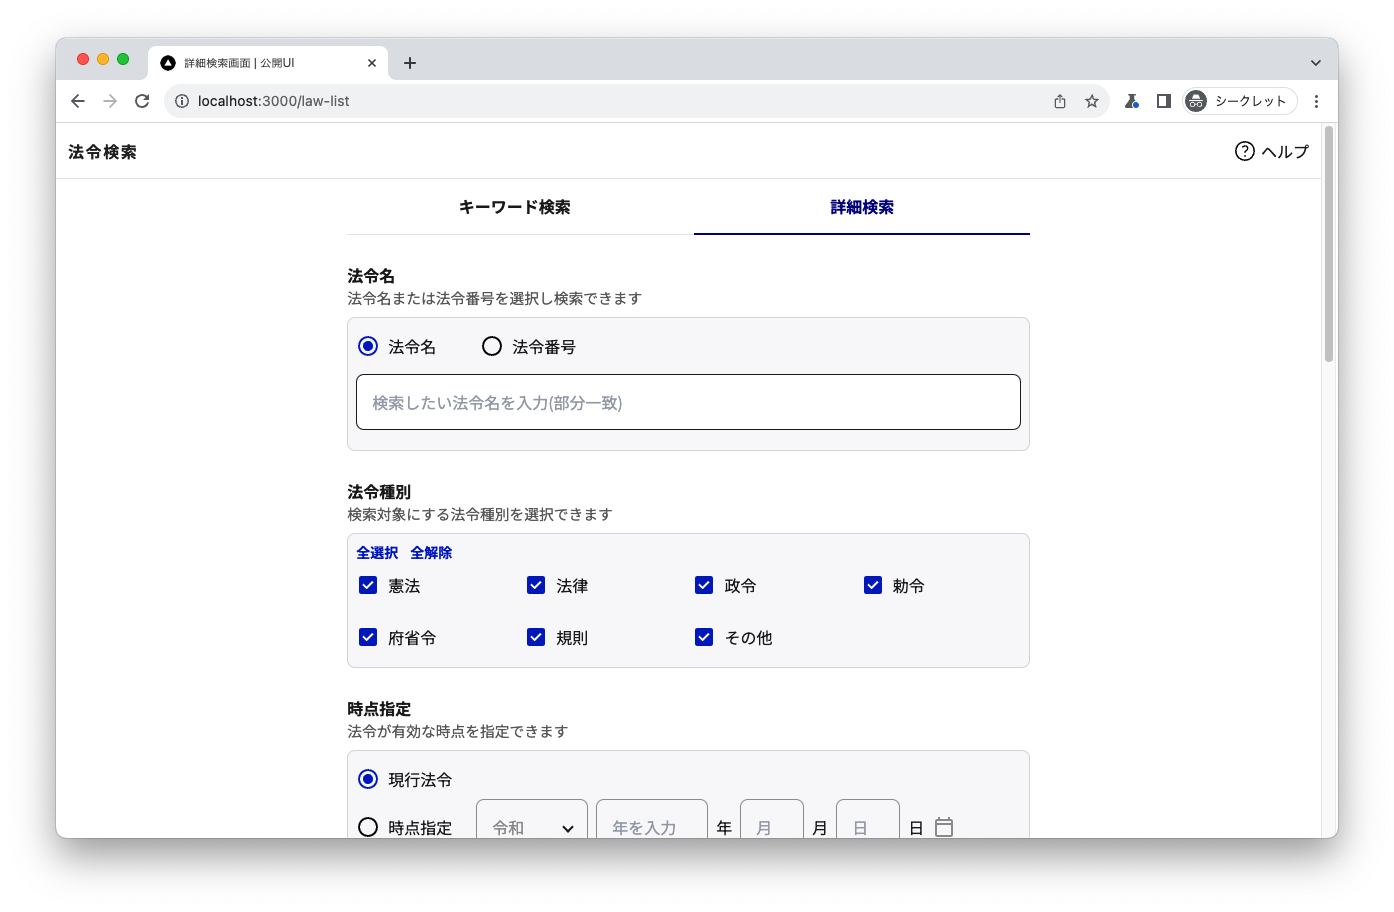 詳細検索画面 | 公開UI
localhost:3000/law-list
シークレット
法令検索
ヘルプ
キーワード検索
詳細検索
法令名
法令名または法令番号を選択し検索できます
法令名
法令番号
検索したい法令名を入力(部分一致)
法令種別
検索対象にする法令種別を選択できます
全選択 全解除
憲法 法律 政令 勅令
府省令 規則 その他
時点指定
法令が有効な時点を指定できます
現行法令
時点指定 令和 年を入力 年 月 月 日 日